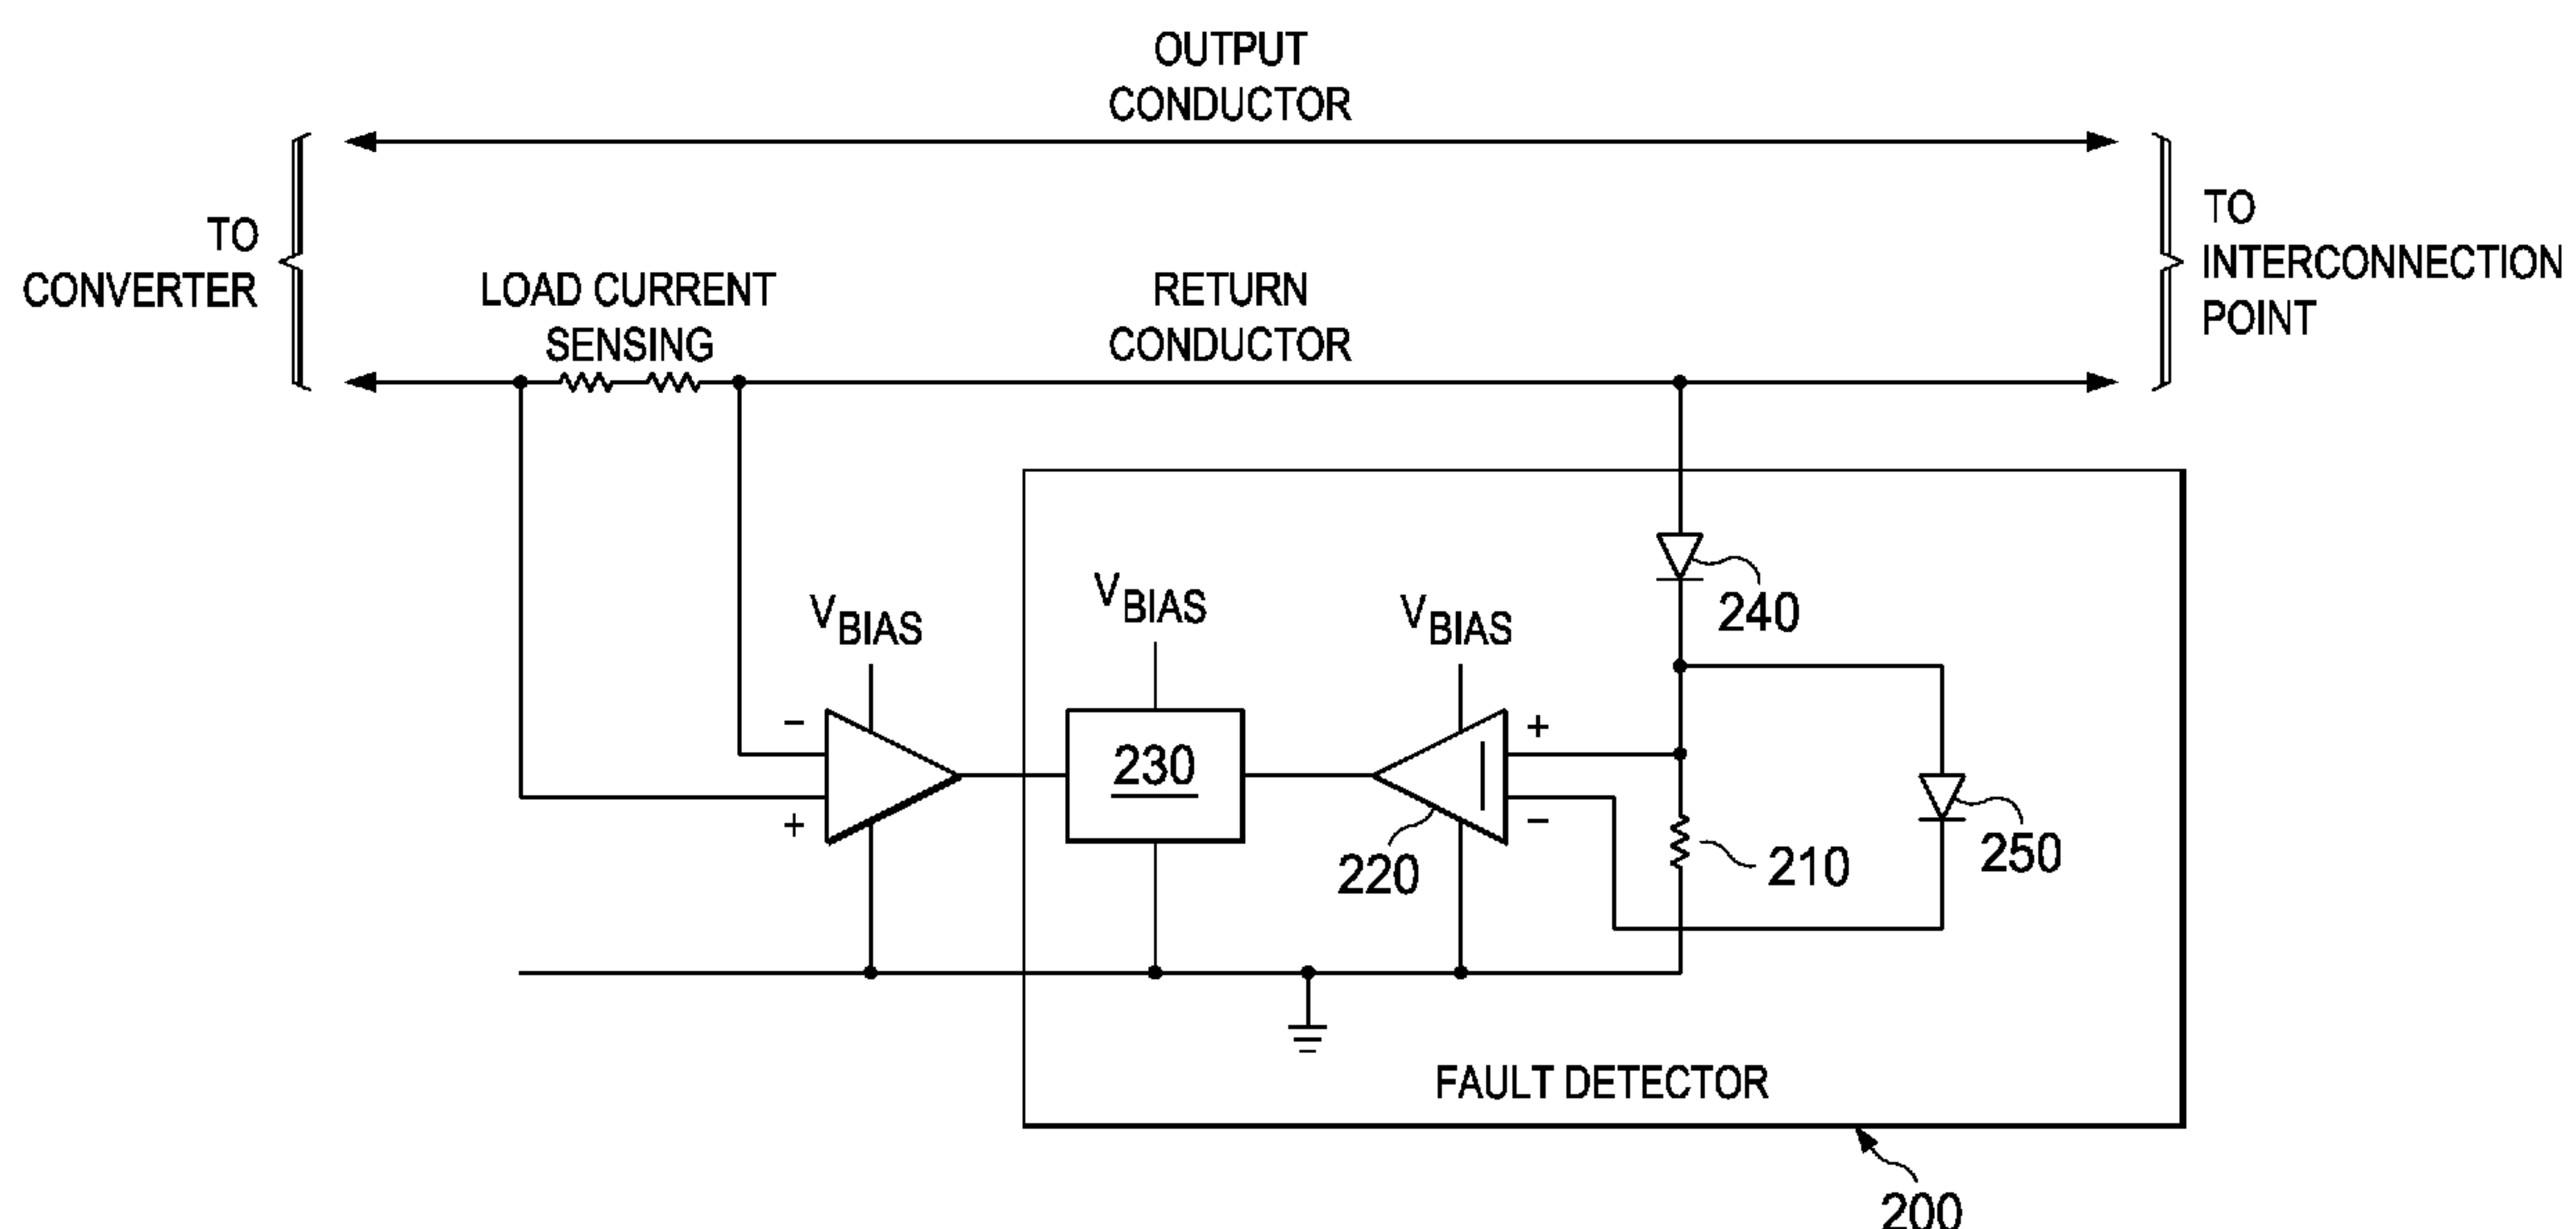 OUTPUT
CONDUCTOR
TO
CONVERTER
TO
INTERCONNECTION
POINT
LOAD CURRENT
SENSING
RETURN
CONDUCTOR
VBIAS
VBIAS
VBIAS
240
−
+
230
+
−
220
210
250
FAULT DETECTOR
200